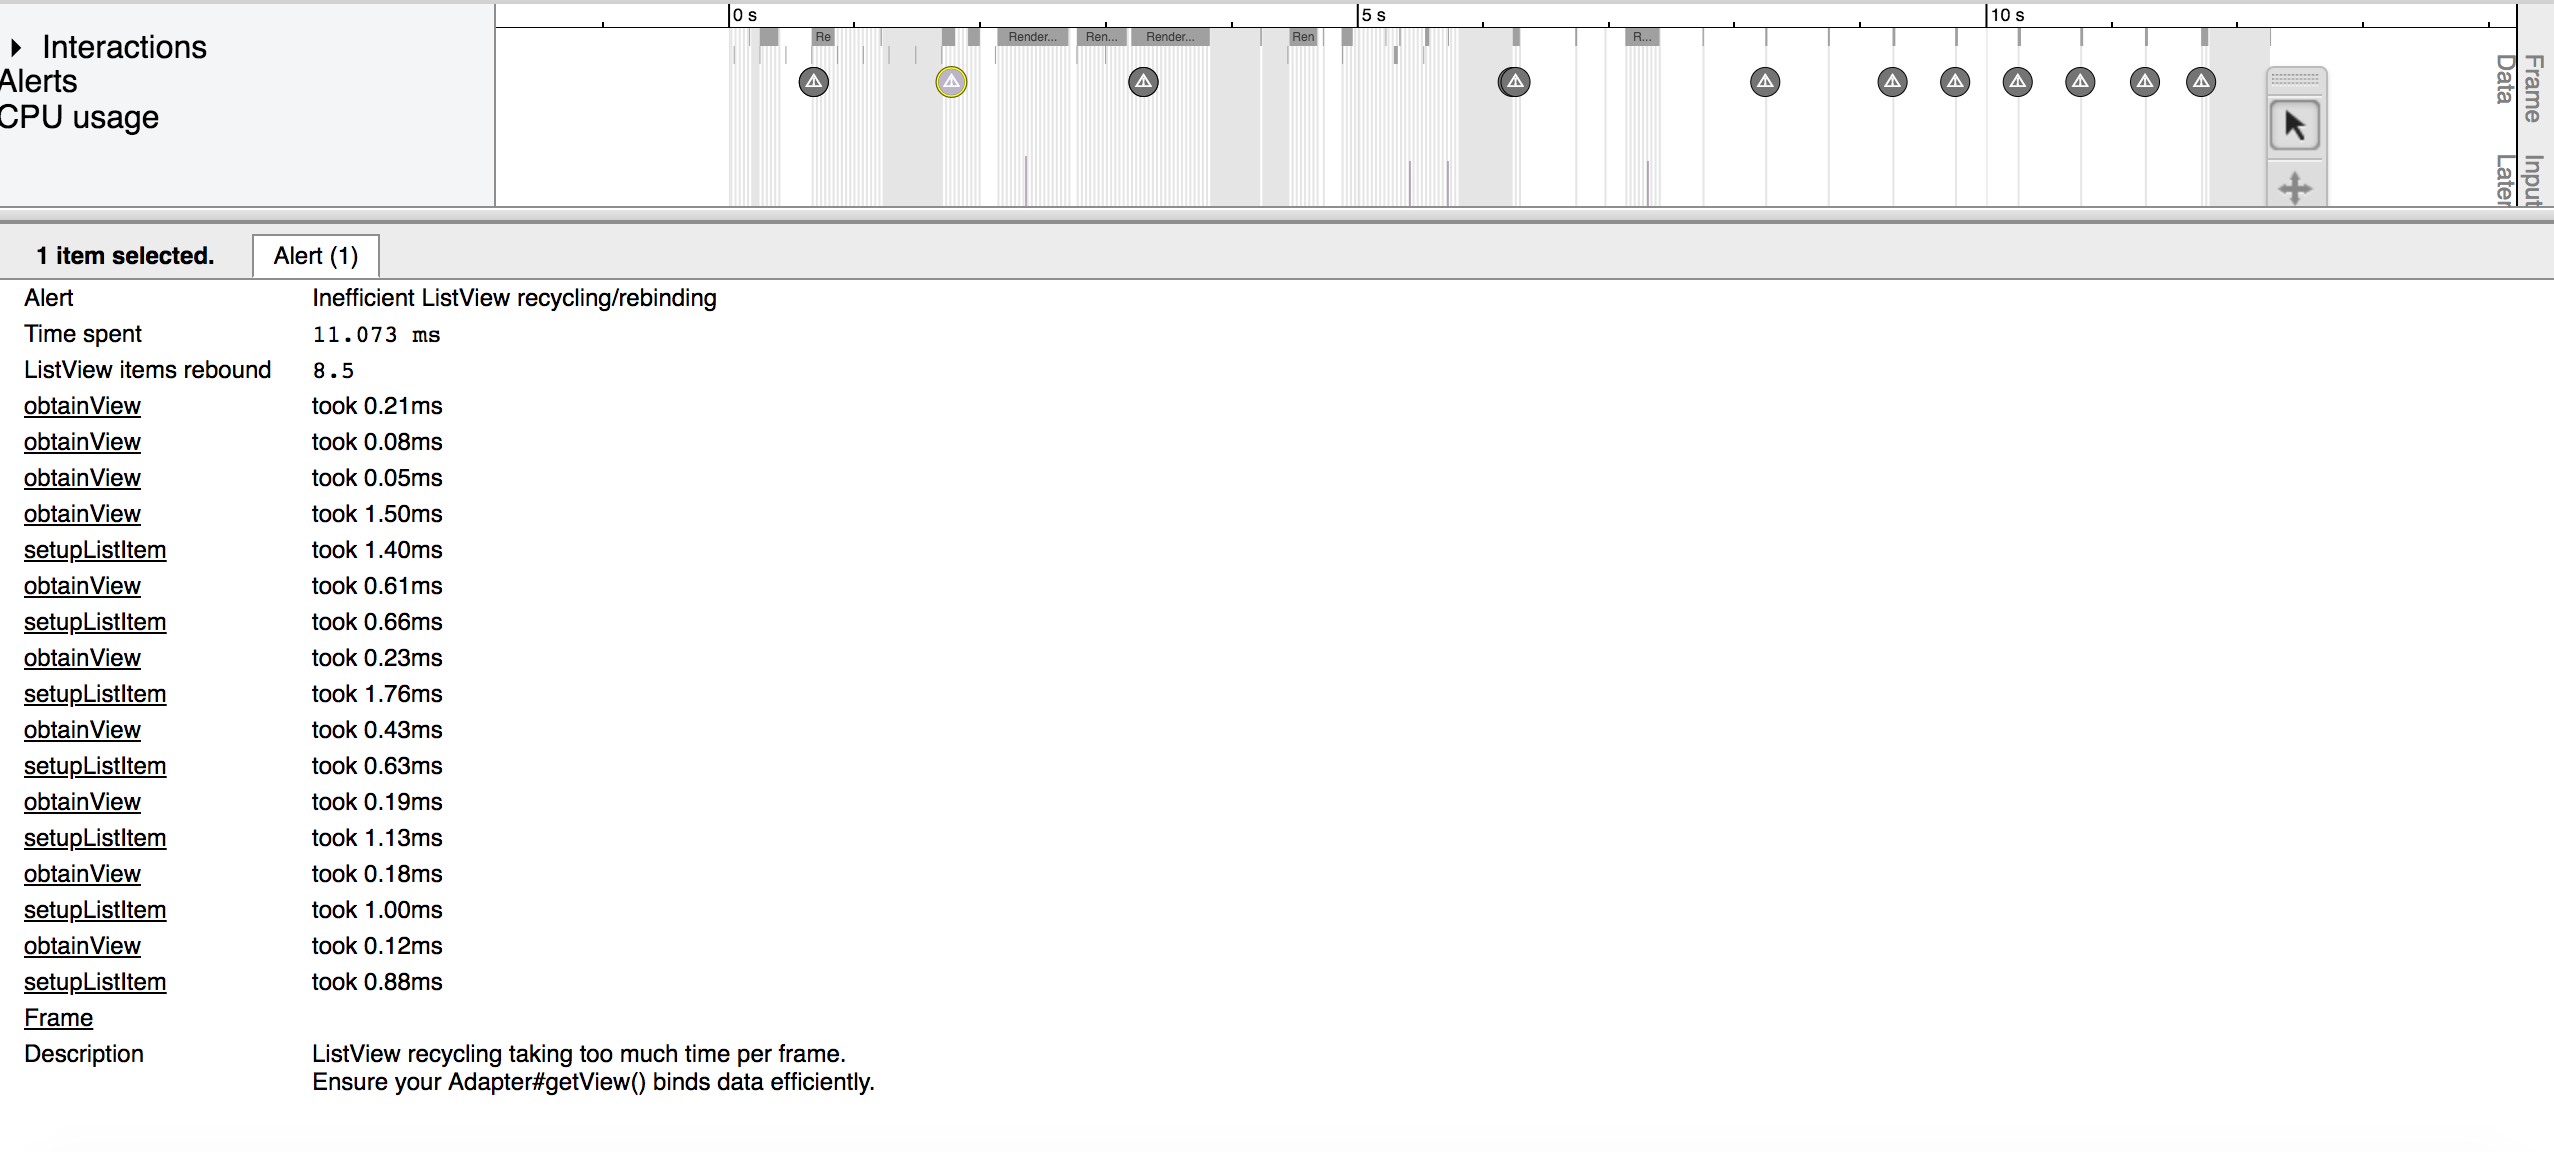 0 s
5 s
10 s
Interactions
Re
Render...
Ren...
Render...
Ren
R...
Alerts
CPU usage
Frame Data
Input Later
1 item selected.
Alert (1)
Alert Inefficient ListView recycling/rebinding
Time spent 11.073 ms
ListView items rebound 8.5
obtainView took 0.21ms
obtainView took 0.08ms
obtainView took 0.05ms
obtainView took 1.50ms
setupListItem took 1.40ms
obtainView took 0.61ms
setupListItem took 0.66ms
obtainView took 0.23ms
setupListItem took 1.76ms
obtainView took 0.43ms
setupListItem took 0.63ms
obtainView took 0.19ms
setupListItem took 1.13ms
obtainView took 0.18ms
setupListItem took 1.00ms
obtainView took 0.12ms
setupListItem took 0.88ms
Frame
Description ListView recycling taking too much time per frame.
Ensure your Adapter#getView() binds data efficiently.